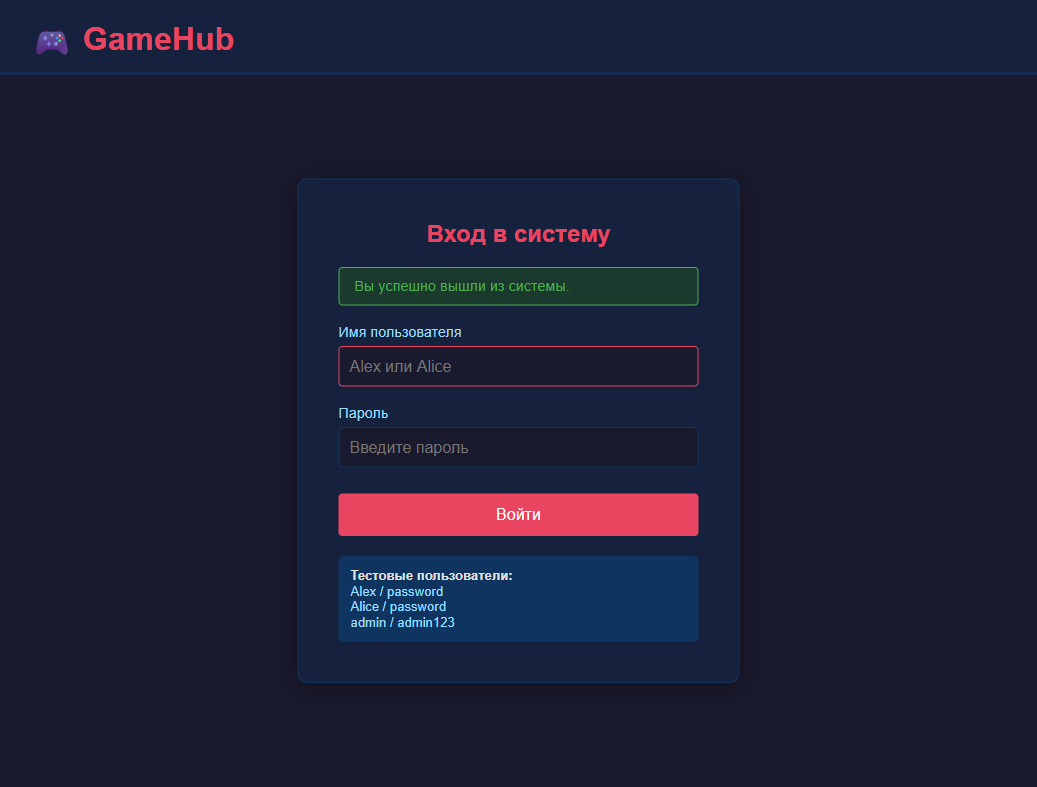 GameHub
Вход в систему
Вы успешно вышли из системы.
Имя пользователя
Alex или Alice
Пароль
Введите пароль
Войти
Тестовые пользователи:
Alex / password
Alice / password
admin / admin123